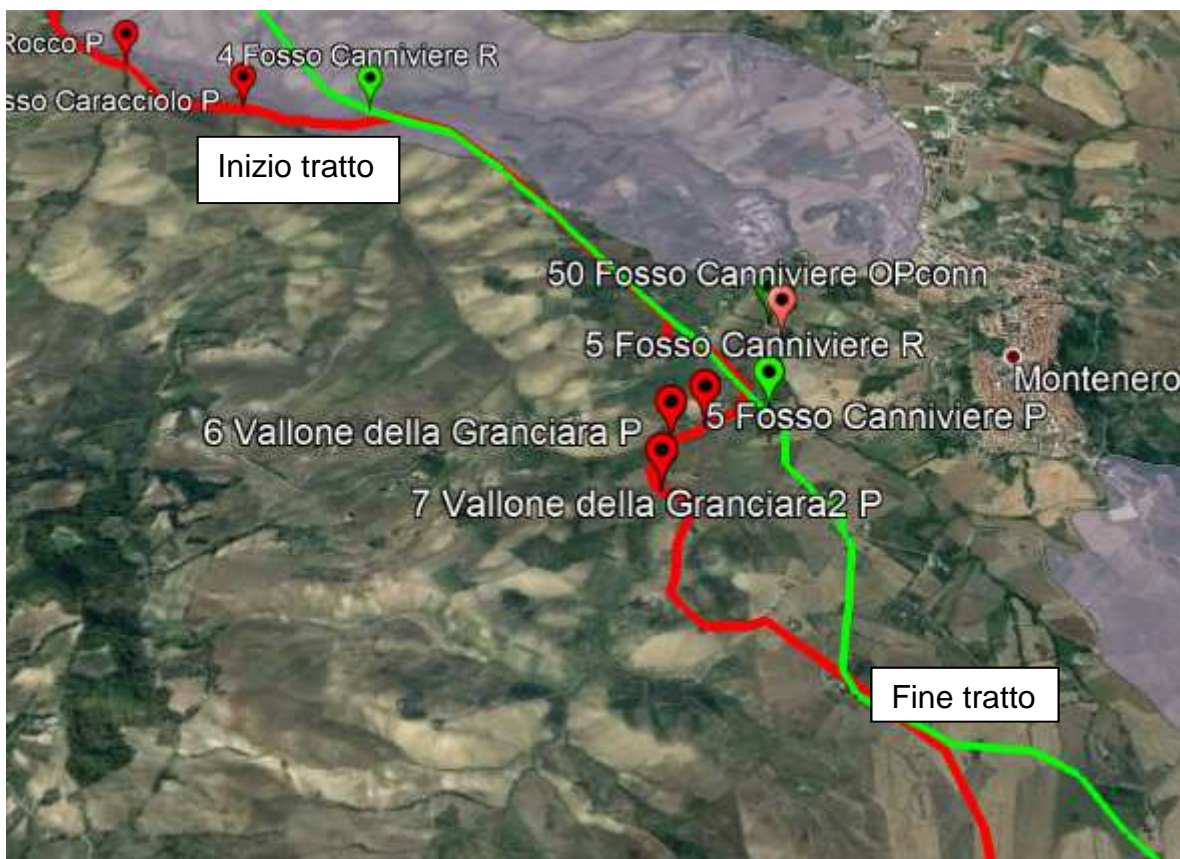 Rocco P
4 Fosso Canniviere R
sso Caracciolo P
Inizio tratto
50 Fosso Canniviere OPconn
5 Fosso Canniviere R
Montenero
5 Fosso Canniviere P
6 Vallone della Granciara P
7 Vallone della Granciara2 P
Fine tratto